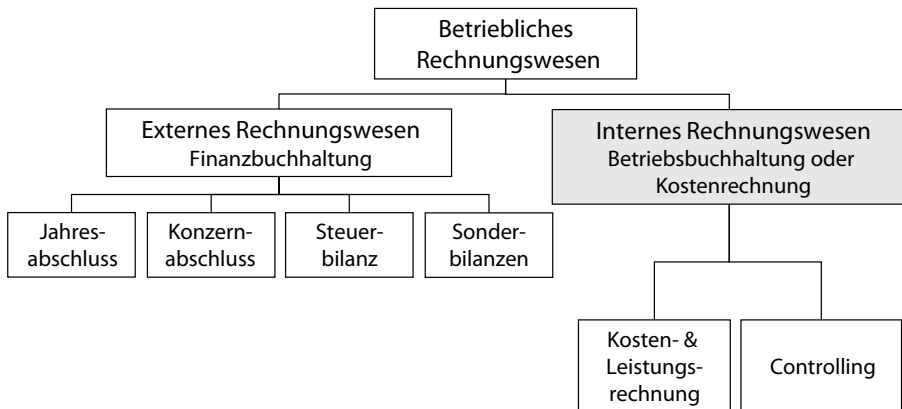 Betriebliches
Rechnungswesen
Externes Rechnungswesen
Finanzbuchhaltung
Internes Rechnungswesen
Betriebsbuchhaltung oder
Kostenrechnung
Jahres-
abschluss
Konzern-
abschluss
Steuer-
bilanz
Sonder-
bilanzen
Kosten- &
Leistungs-
rechnung
Controlling